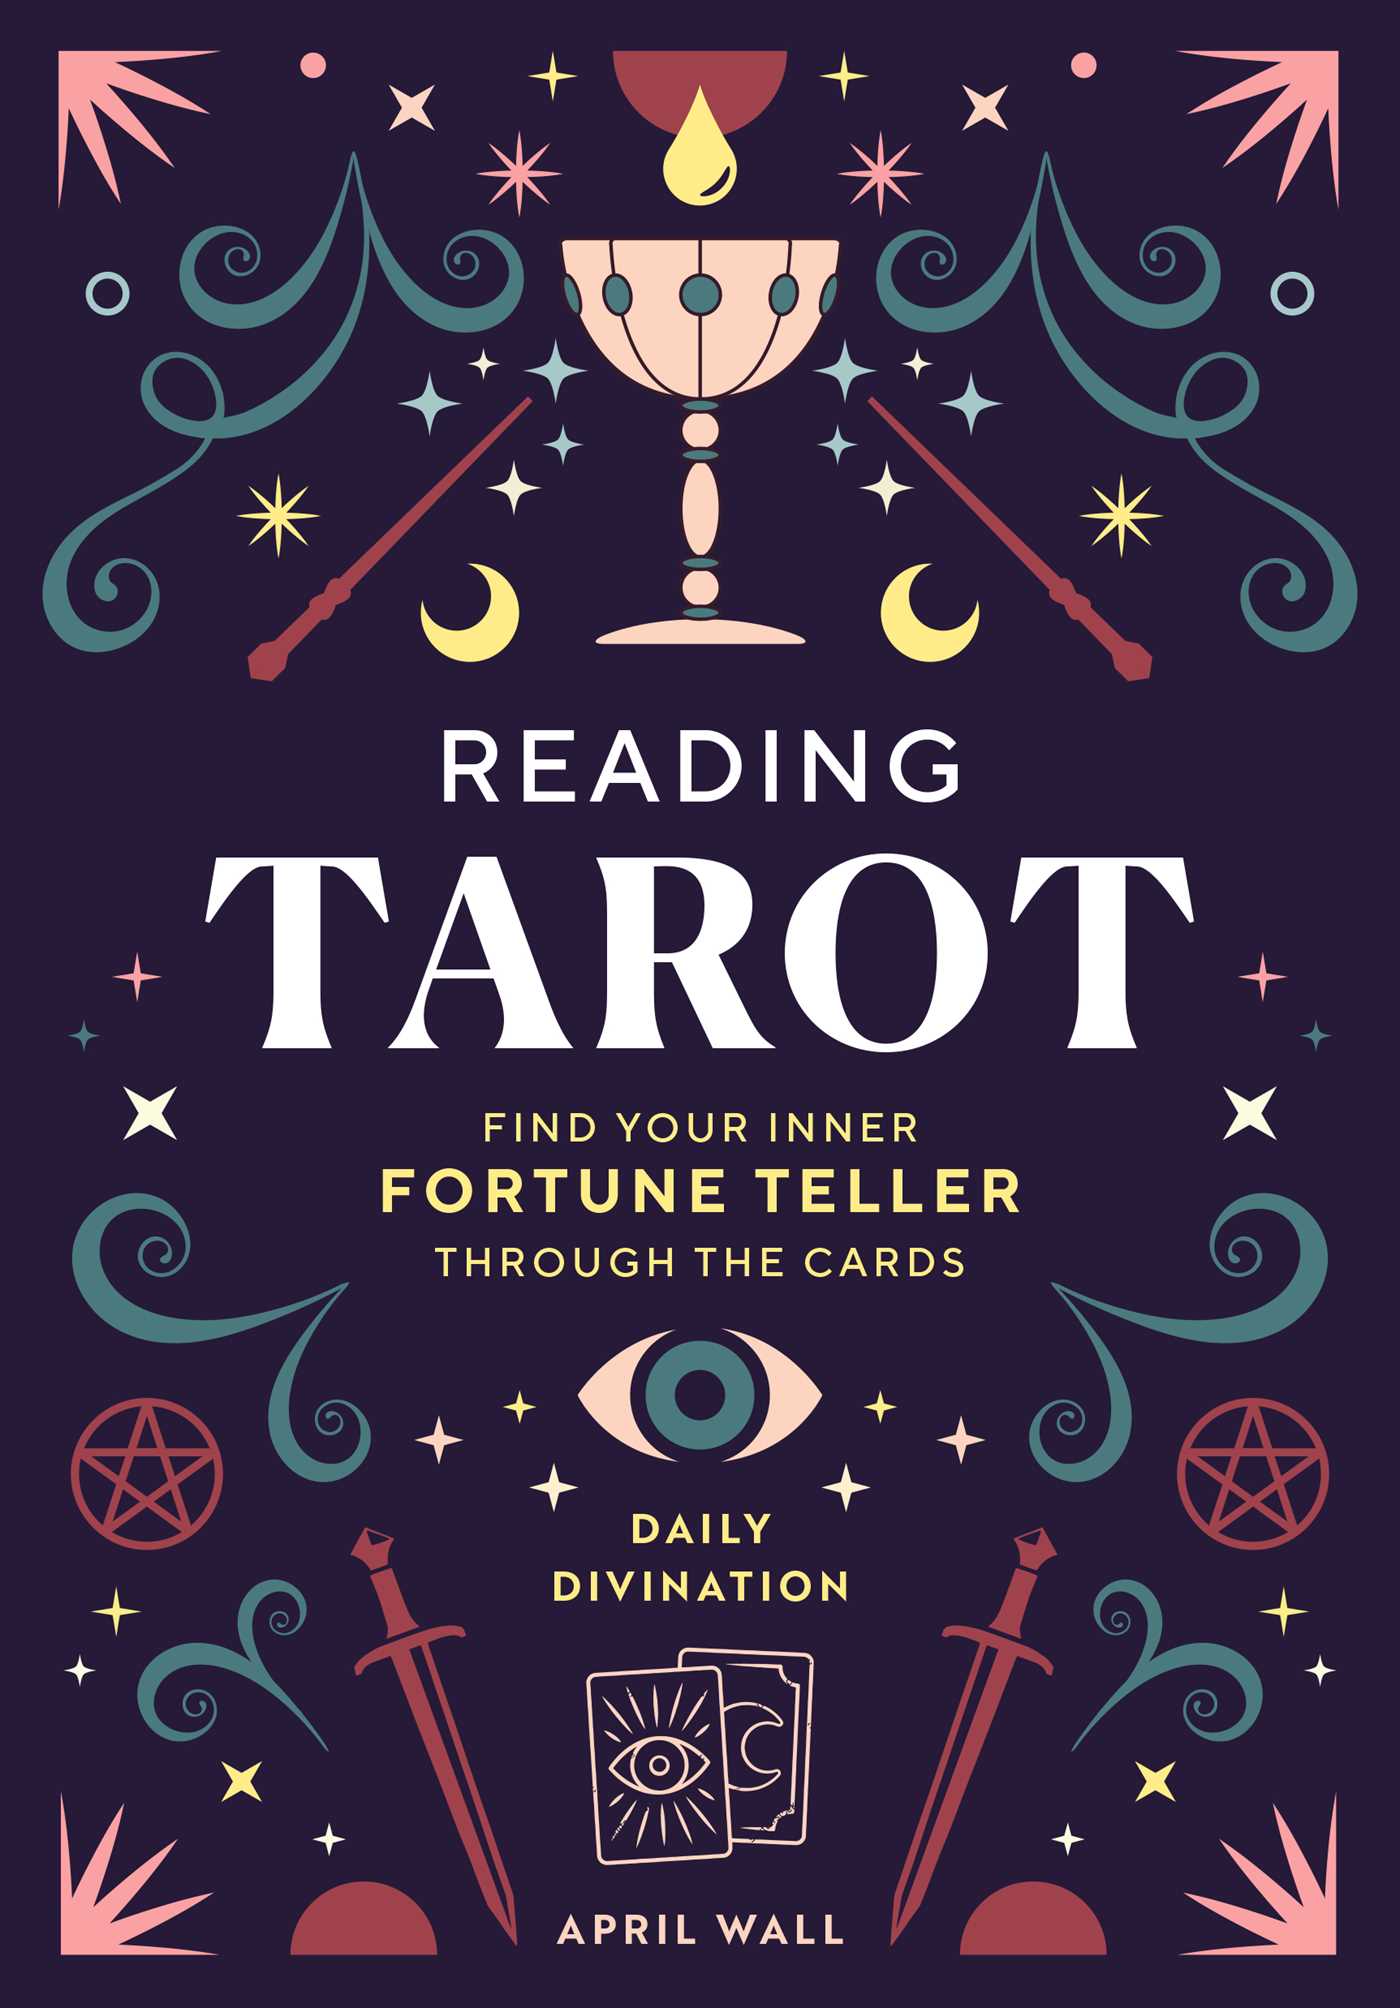 READING
TAROT
FIND YOUR INNER
FORTUNE TELLER
THROUGH THE CARDS
DAILY
DIVINATION
APRIL WALL